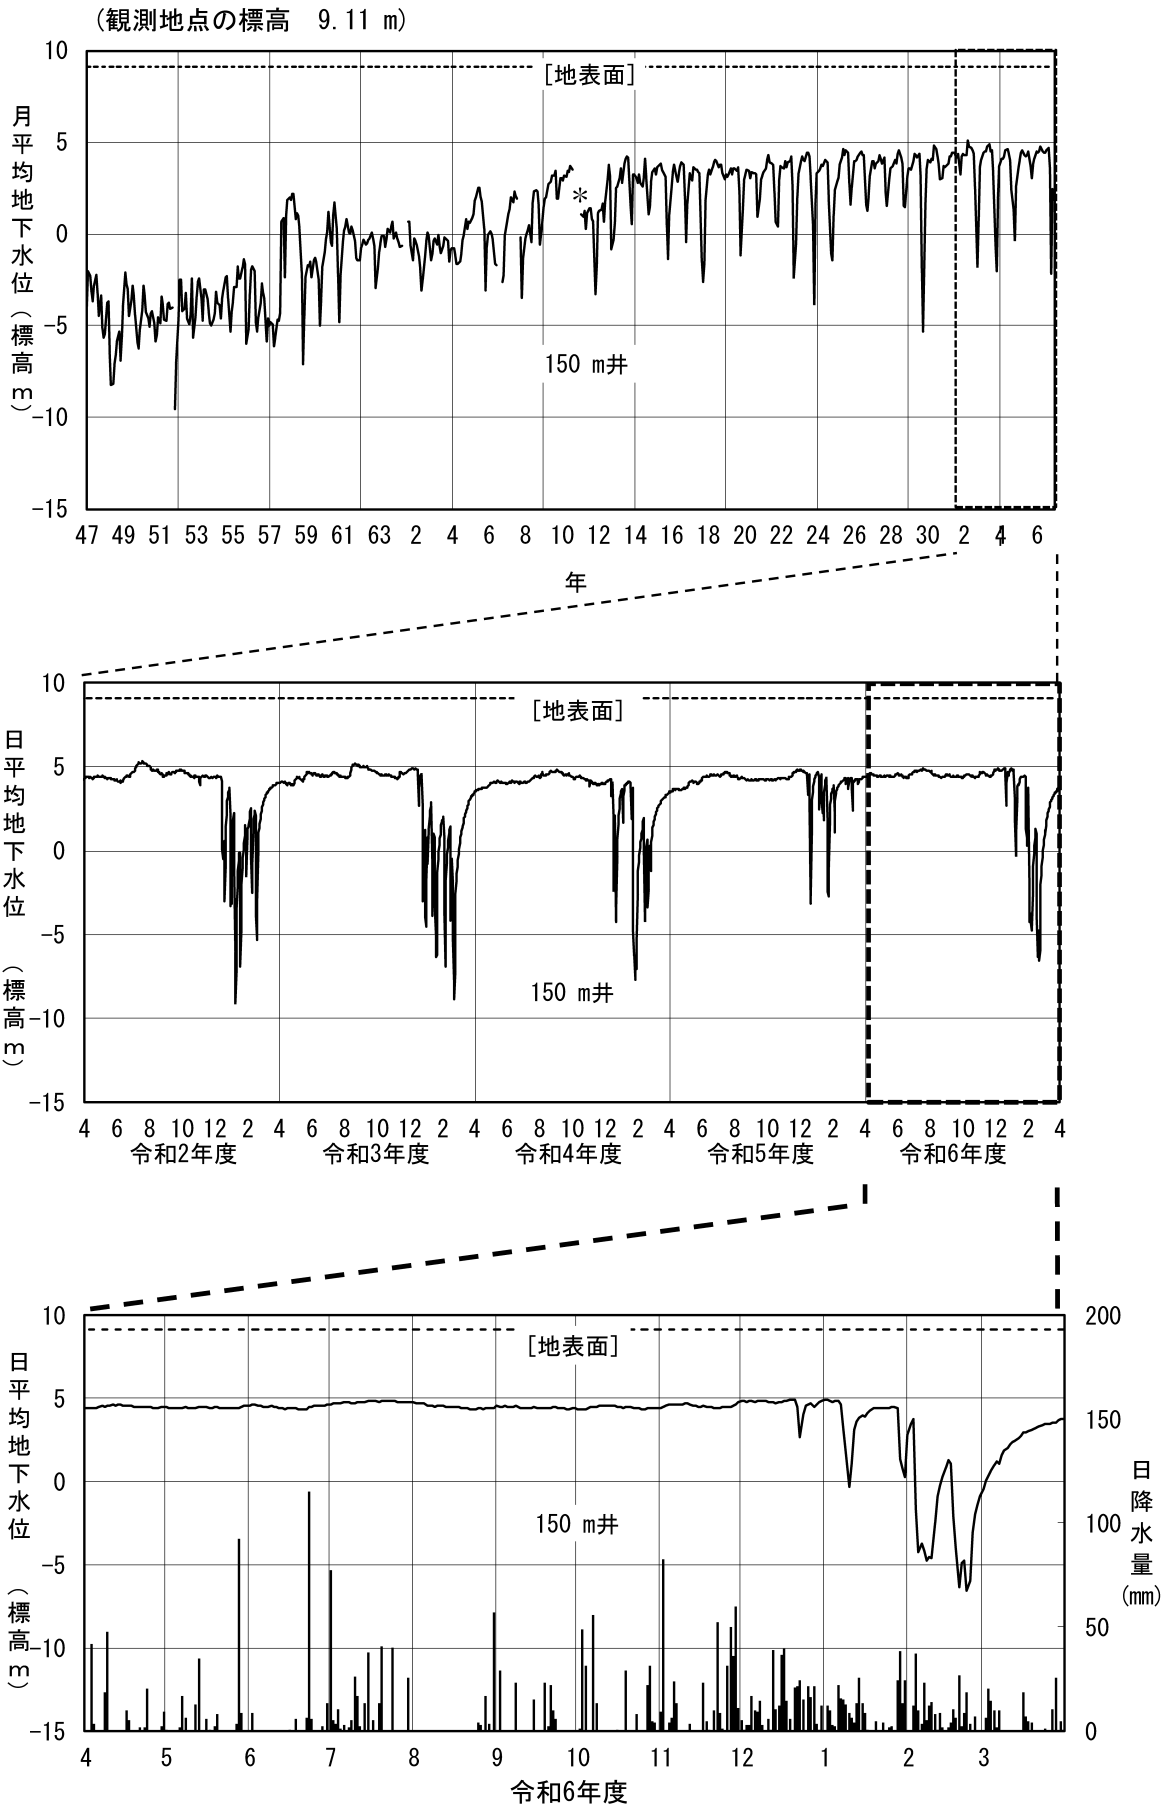 (観測地点の標高　9.11 m)
10
5
0
−5
−10
−15
月平均地下水位（標高ｍ）
[地表面]
*
150 m井
47 49 51 53 55 57 59 61 63 2 4 6 8 10 12 14 16 18 20 22 24 26 28 30 2 4 6
年
10
5
0
−5
−10
−15
日平均地下水位　（標高ｍ）
[地表面]
150 m井
4 6 8 10 12 2 4 6 8 10 12 2 4 6 8 10 12 2 4 6 8 10 12 2 4 6 8 10 12 2 4
令和2年度 令和3年度 令和4年度 令和5年度 令和6年度
10
5
0
−5
−10
−15
日平均地下水位　（標高ｍ）
[地表面]
150 m井
200
150
100
50
0
日降水量(mm)
4 5 6 7 8 9 10 11 12 1 2 3
令和6年度